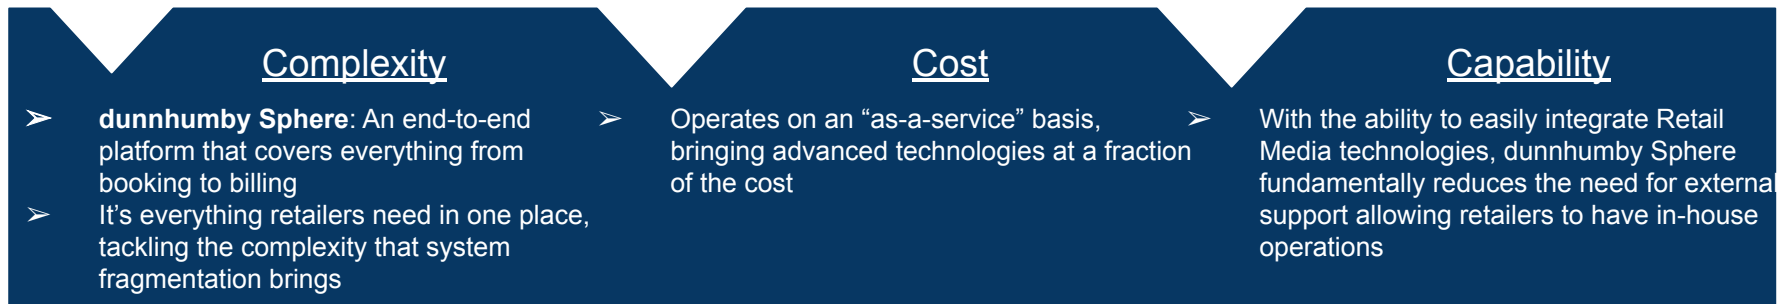 Complexity
➢ dunnhumby Sphere: An end-to-end
platform that covers everything from
booking to billing
➢ It's everything retailers need in one place,
tackling the complexity that system
fragmentation brings
Cost
➢ Operates on an “as-a-service” basis,
bringing advanced technologies at a fraction
of the cost
Capability
➢ With the ability to easily integrate Retail
Media technologies, dunnhumby Sphere
fundamentally reduces the need for external
support allowing retailers to have in-house
operations